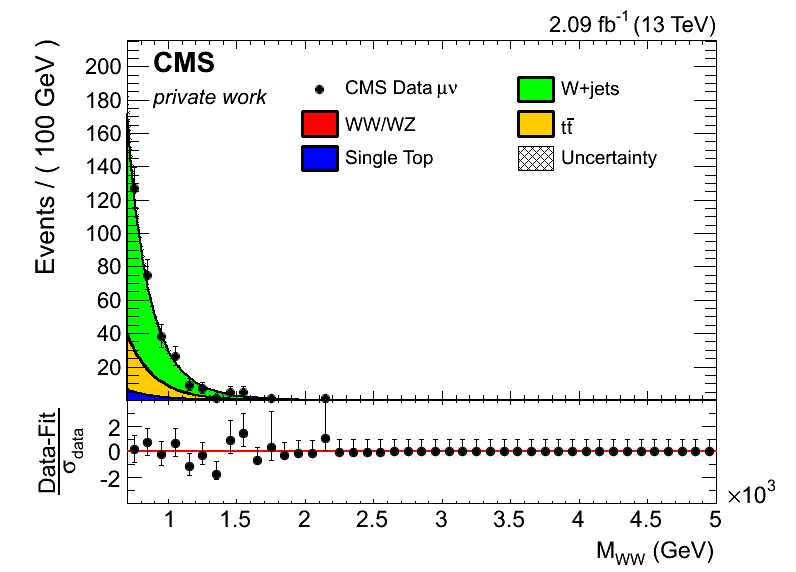 2.09 fb⁻¹ (13 TeV)
CMS
private work
CMS Data μν
W+jets
WW/WZ
tt̄
Single Top
Uncertainty
Events / ( 100 GeV )
200
180
160
140
120
100
80
60
40
20
Data-Fit
σdata
2
0
-2
1
1.5
2
2.5
3
3.5
4
4.5
5
×10³
M_WW (GeV)